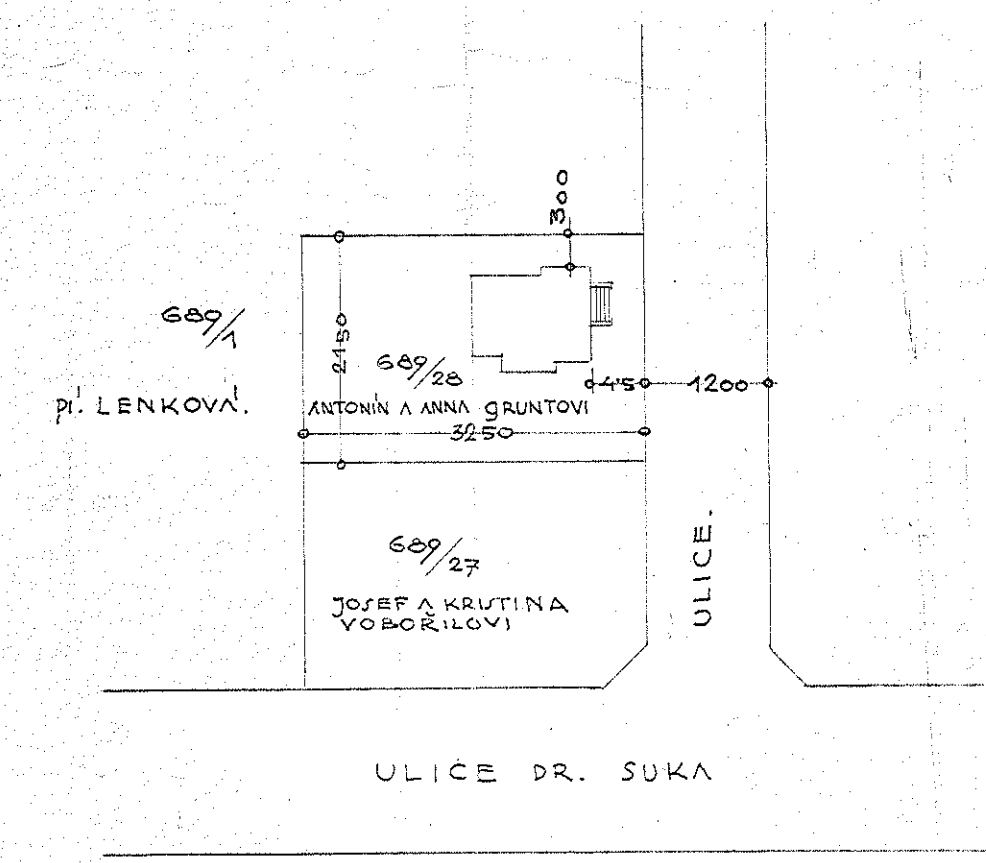 300
689/1
2150
689/28
45
1200
pí. LENKOVÁ.
ANTONÍN A ANNA GRUNTOVI
3250
689/27
ULICE.
JOSEF A KRISTINA
VOBOŘILOVI
ULICE DR. SUKA